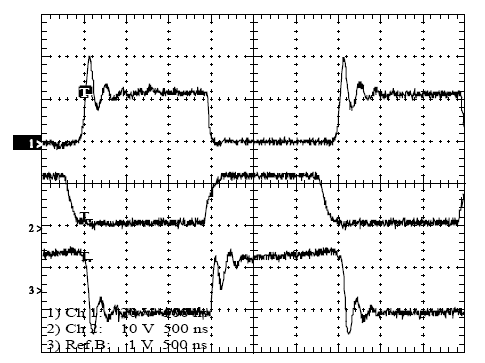 T
1>
T
2>
3>
1) Ch 1:
2) Ch 2: 10 V 500 ns
3) Ref B: 1 V 500 ns